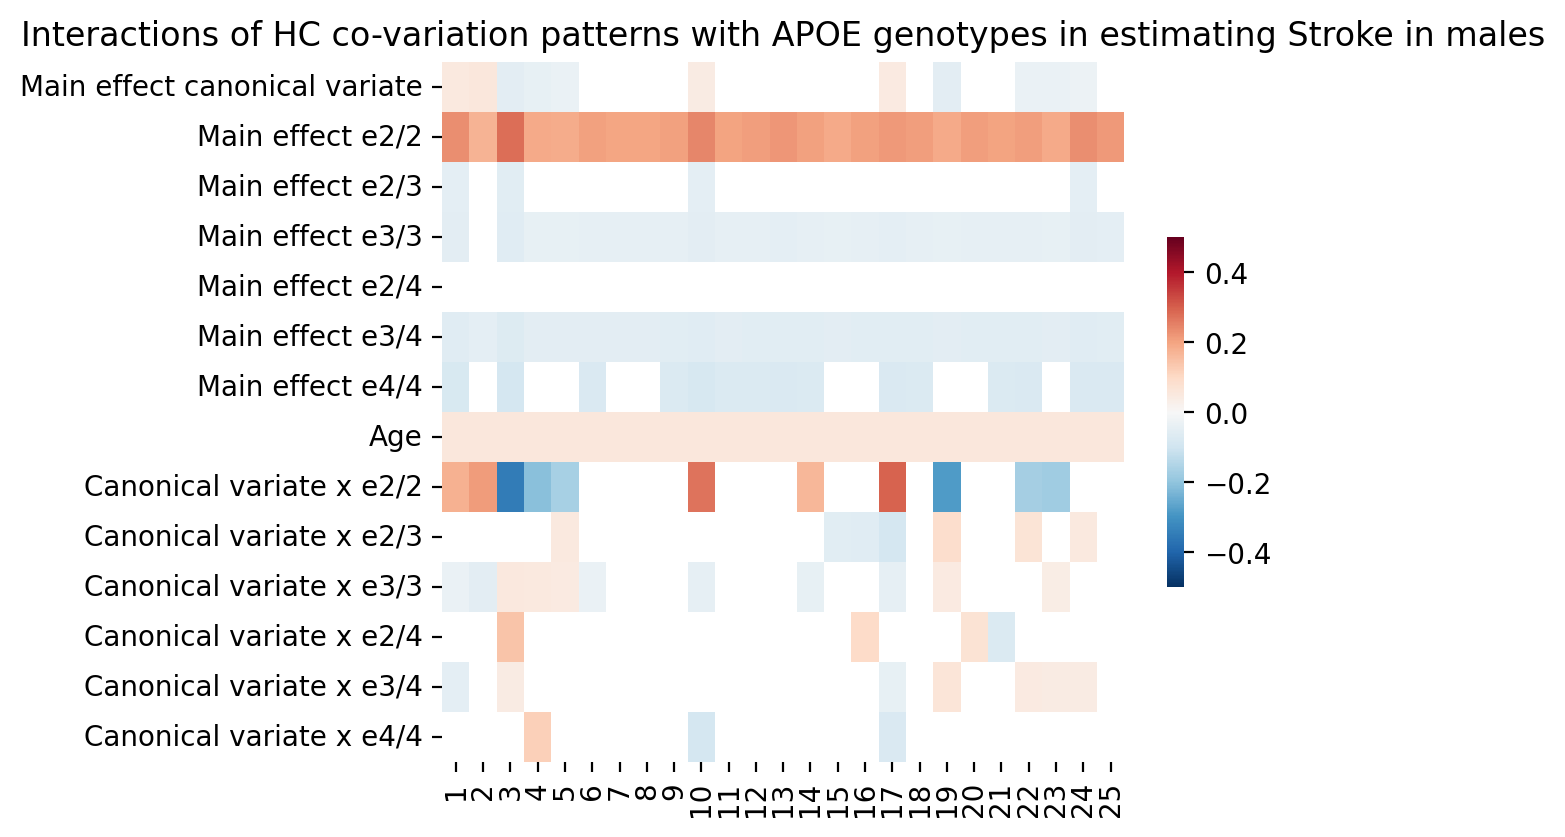 Interactions of HC co-variation patterns with APOE genotypes in estimating Stroke in males
Main effect canonical variate
Main effect e2/2
Main effect e2/3
Main effect e3/3
Main effect e2/4
Main effect e3/4
Main effect e4/4
Age
Canonical variate x e2/2
Canonical variate x e2/3
Canonical variate x e3/3
Canonical variate x e2/4
Canonical variate x e3/4
Canonical variate x e4/4
0.4
0.2
0.0
−0.2
−0.4
1 2 3 4 5 6 7 8 9 10 11 12 13 14 15 16 17 18 19 20 21 22 23 24 25